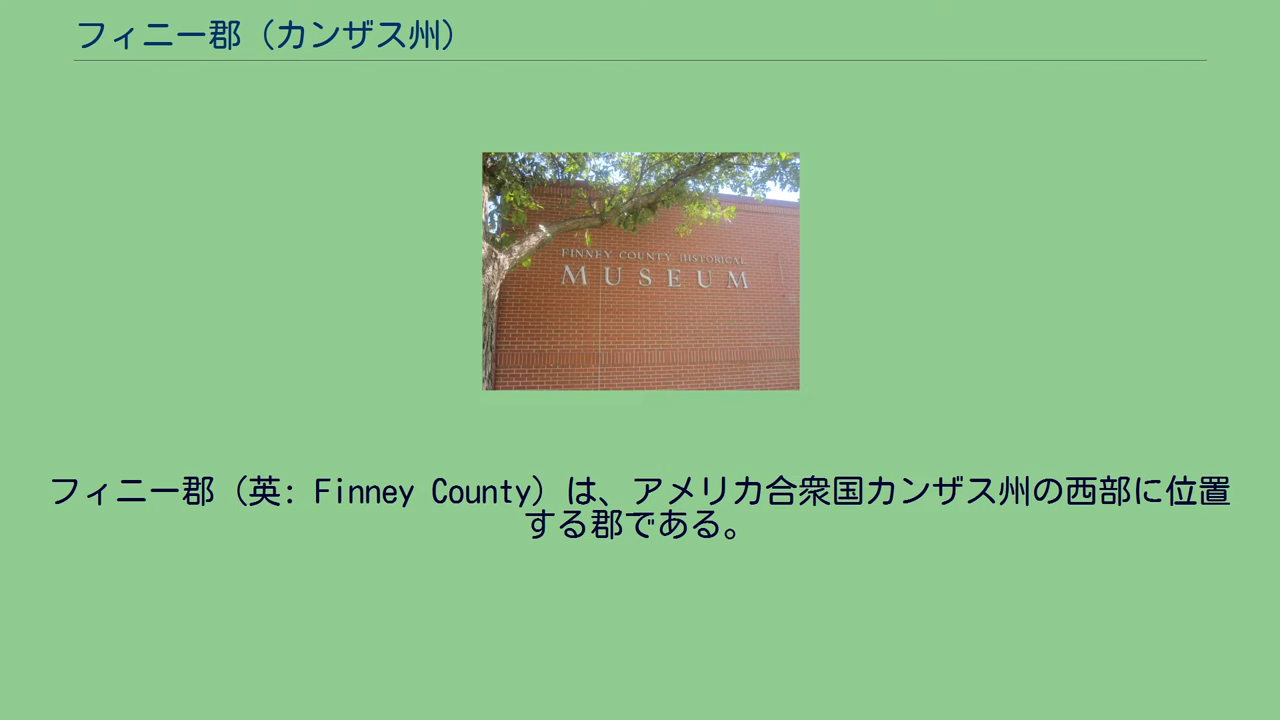 フィニー郡（カンザス州）
FINNEY COUNTY HISTORICAL
MUSEUM
フィニー郡（英: Finney County）は、アメリカ合衆国カンザス州の西部に位置
する郡である。